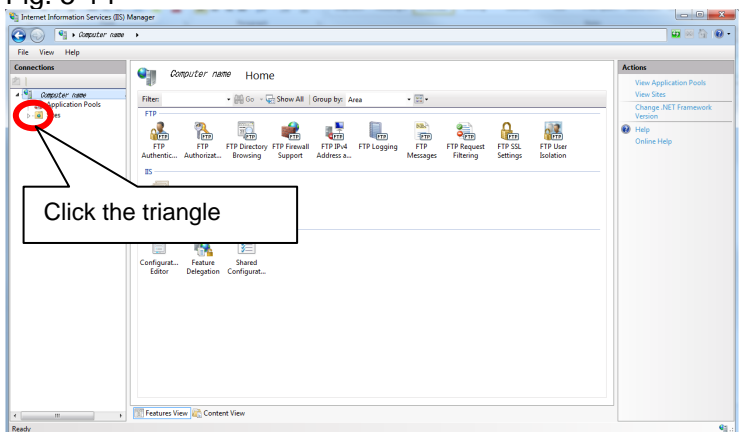 Internet Information Services (IIS) Manager
Computer name
File View Help
Connections
Computer name
Application Pools
Computer name Home
Filter: Go Show All Group by: Area
FTP
FTP Authentic... FTP Authorizat... FTP Directory Browsing FTP Firewall Support FTP IPv4 Address a... FTP Logging FTP Messages FTP Request Filtering FTP SSL Settings FTP User Isolation
IIS
Click the triangle
Configurat... Editor Feature Delegation Shared Configurat...
Features View Content View
Actions
View Application Pools
View Sites
Change .NET Framework
Version
Help
Online Help
Ready